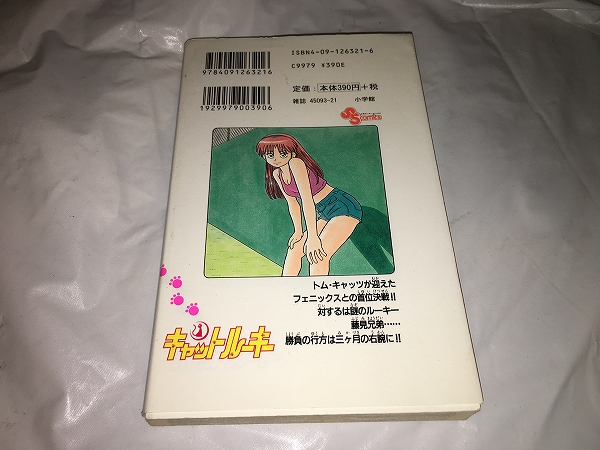 ISBN4-09-126321-6
C9979 ¥390E
9784091263216
定価：本体390円＋税
雑誌 45093-21 小学館
1929979003906
SS comics
トム・キャッツが迎えた
フェニックスとの首位決戦!!
対するは謎のルーキー
藤見兄弟……
勝負の行方は三ヶ月の右腕に!!
キャットルーキー